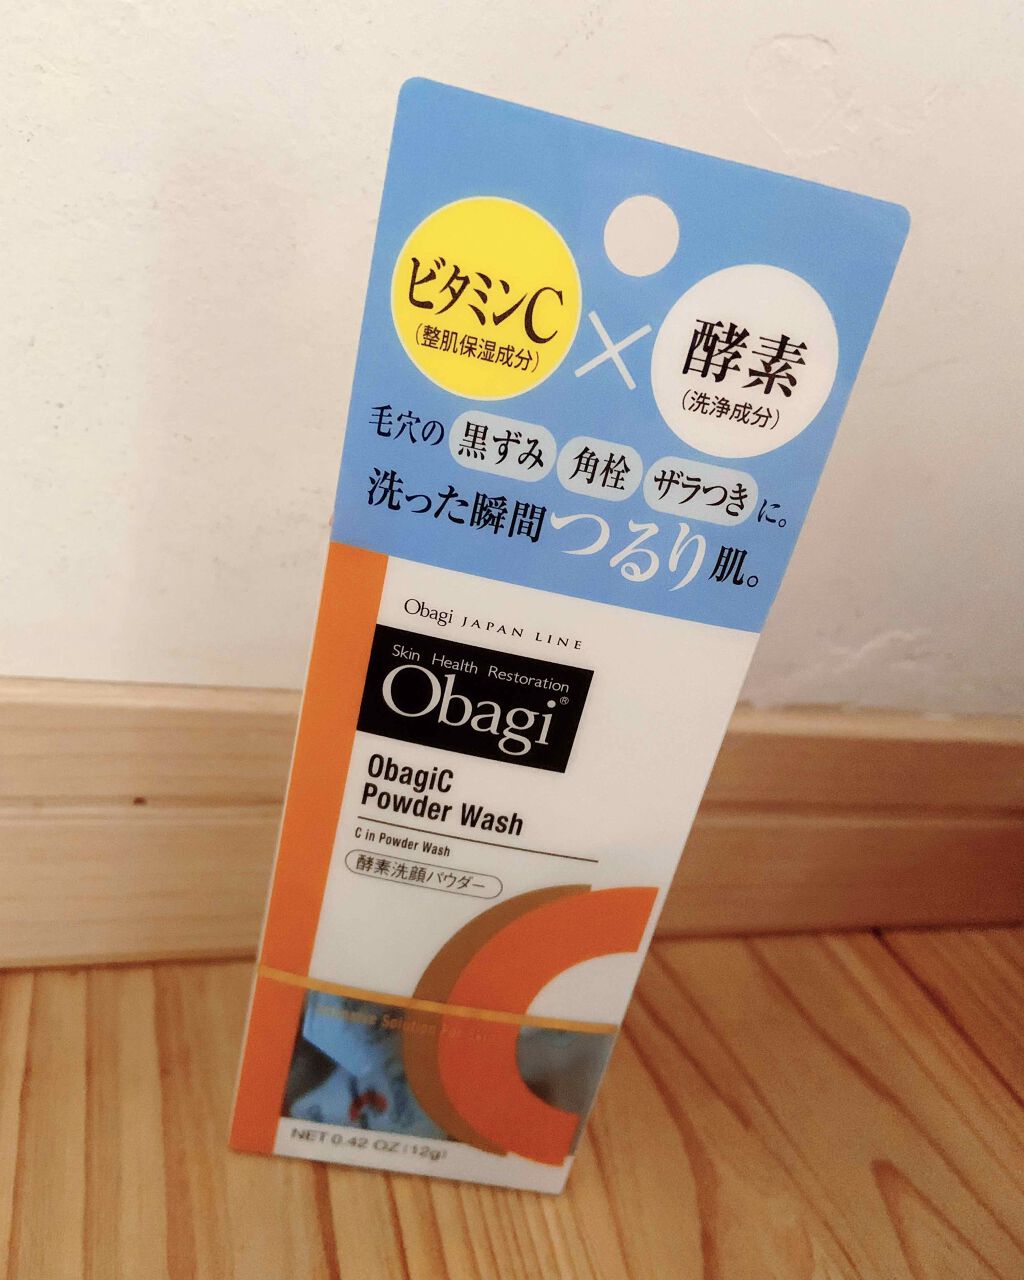 ビタミンC
(整肌保湿成分)
×
酵素
(洗浄成分)
毛穴の 黒ずみ 角栓 ザラつき に。
洗った瞬間つるり肌。
Obagi JAPAN LINE
Skin Health Restoration
Obagi®
ObagiC
Powder Wash
C in Powder Wash
酵素洗顔パウダー
Solution
NET 0.42 OZ (12g)